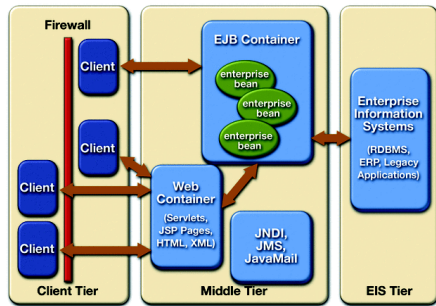 Firewall
Client
Client
Client
Client
Client Tier
EJB Container
enterprise
bean
enterprise
bean
enterprise
bean
Web
Container
(Servlets,
JSP Pages,
HTML, XML)
JNDI,
JMS,
JavaMail
Middle Tier
Enterprise
Information
Systems
(RDBMS,
ERP, Legacy
Applications)
EIS Tier